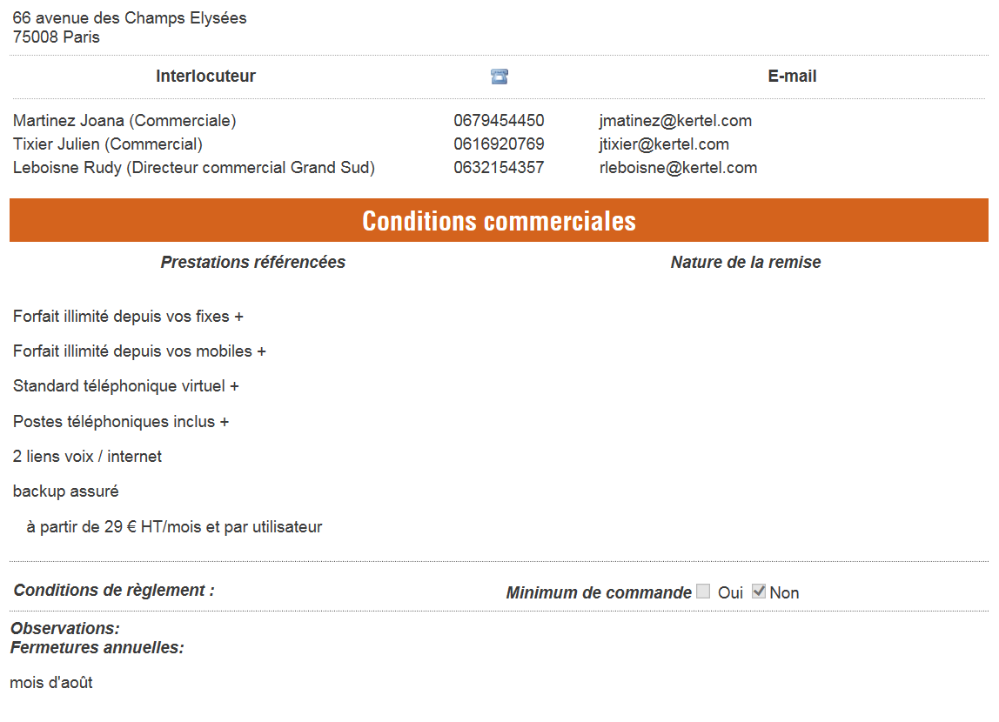 66 avenue des Champs Elysées
75008 Paris
Interlocuteur E-mail
Martinez Joana (Commerciale) 0679454450 jmatinez@kertel.com
Tixier Julien (Commercial) 0616920769 jtixier@kertel.com
Leboisne Rudy (Directeur commercial Grand Sud) 0632154357 rleboisne@kertel.com
Conditions commerciales
Prestations référencées Nature de la remise
Forfait illimité depuis vos fixes +
Forfait illimité depuis vos mobiles +
Standard téléphonique virtuel +
Postes téléphoniques inclus +
2 liens voix / internet
backup assuré
à partir de 29 € HT/mois et par utilisateur
Conditions de règlement : Minimum de commande Oui Non
Observations:
Fermetures annuelles:
mois d'août